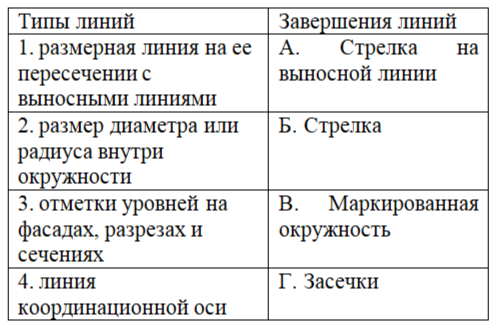 Типы линий
Завершения линий
1. размерная линия на ее
пересечении с
выносными линиями
А. Стрелка на
выносной линии
2. размер диаметра или
радиуса внутри
окружности
Б. Стрелка
3. отметки уровней на
фасадах, разрезах и
сечениях
В. Маркированная
окружность
4. линия
координационной оси
Г. Засечки